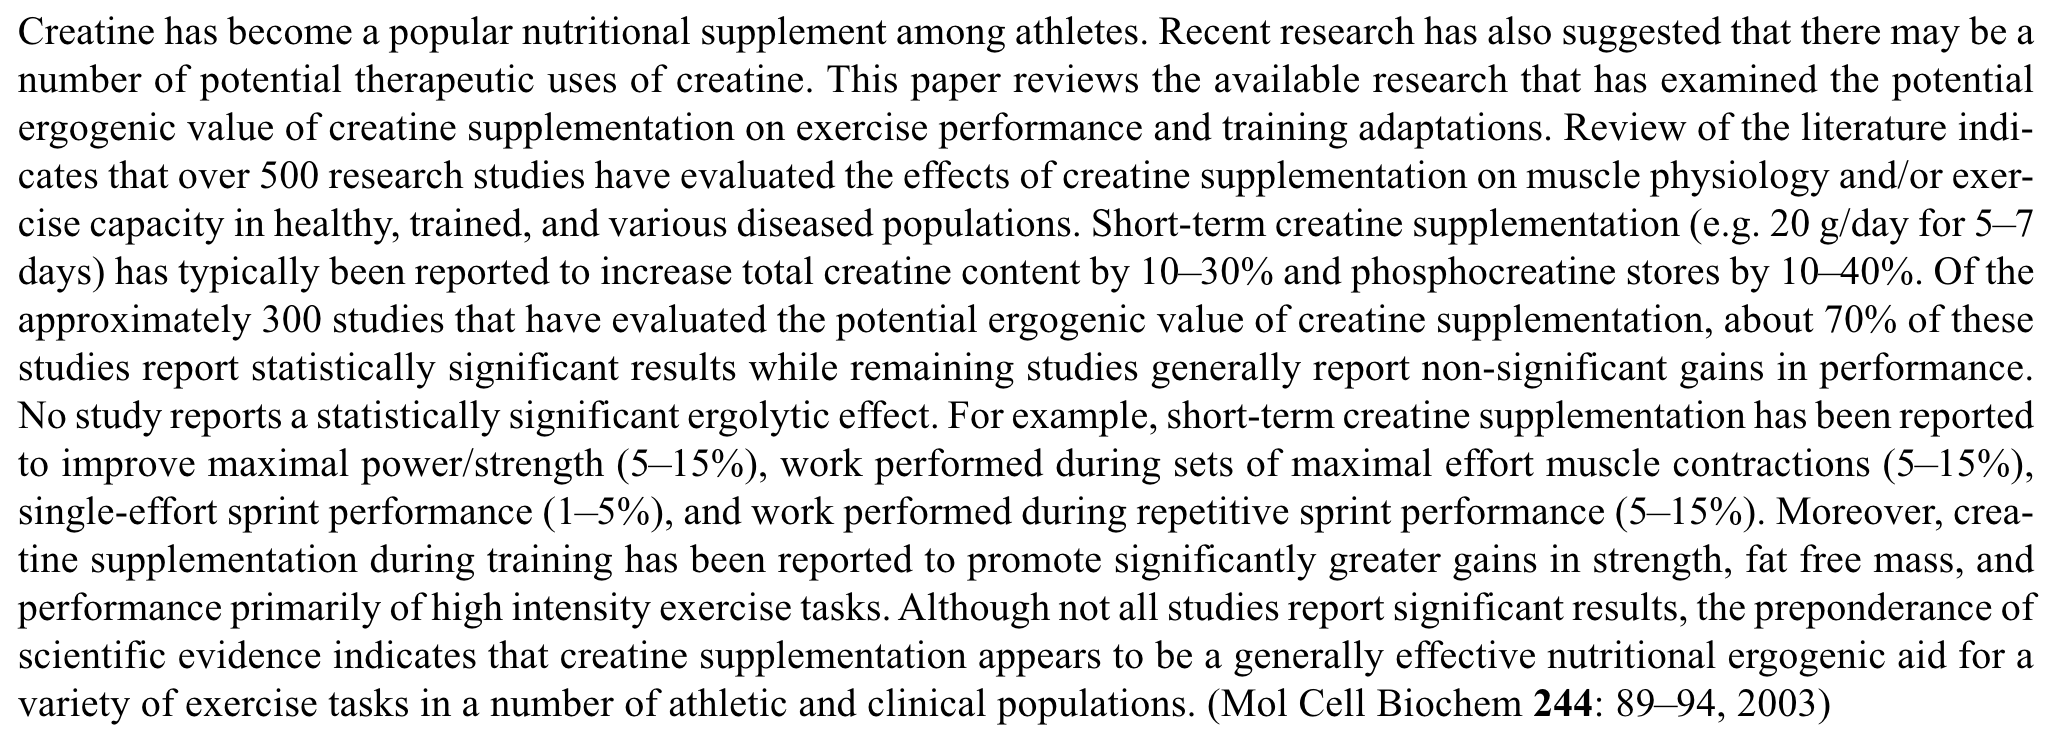 Creatine has become a popular nutritional supplement among athletes. Recent research has also suggested that there may be a
number of potential therapeutic uses of creatine. This paper reviews the available research that has examined the potential
ergogenic value of creatine supplementation on exercise performance and training adaptations. Review of the literature indi-
cates that over 500 research studies have evaluated the effects of creatine supplementation on muscle physiology and/or exer-
cise capacity in healthy, trained, and various diseased populations. Short-term creatine supplementation (e.g. 20 g/day for 5–7
days) has typically been reported to increase total creatine content by 10–30% and phosphocreatine stores by 10–40%. Of the
approximately 300 studies that have evaluated the potential ergogenic value of creatine supplementation, about 70% of these
studies report statistically significant results while remaining studies generally report non-significant gains in performance.
No study reports a statistically significant ergolytic effect. For example, short-term creatine supplementation has been reported
to improve maximal power/strength (5–15%), work performed during sets of maximal effort muscle contractions (5–15%),
single-effort sprint performance (1–5%), and work performed during repetitive sprint performance (5–15%). Moreover, crea-
tine supplementation during training has been reported to promote significantly greater gains in strength, fat free mass, and
performance primarily of high intensity exercise tasks. Although not all studies report significant results, the preponderance of
scientific evidence indicates that creatine supplementation appears to be a generally effective nutritional ergogenic aid for a
variety of exercise tasks in a number of athletic and clinical populations. (Mol Cell Biochem 244: 89–94, 2003)